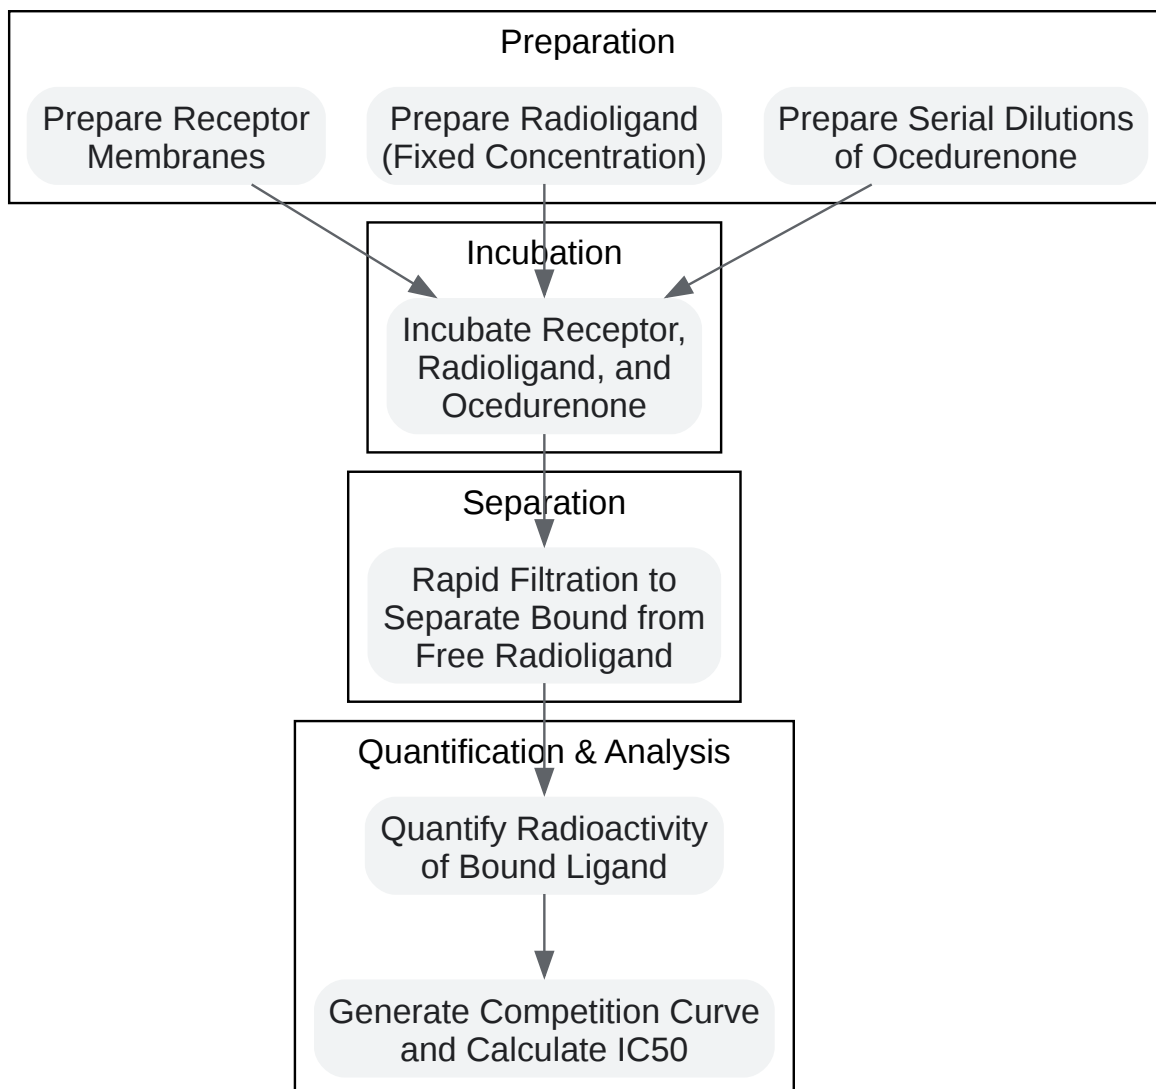 Preparation
Prepare Receptor
Membranes
Prepare Radioligand
(Fixed Concentration)
Prepare Serial Dilutions
of Ocedurenone
Incubation
Incubate Receptor,
Radioligand, and
Ocedurenone
Separation
Rapid Filtration to
Separate Bound from
Free Radioligand
Quantification & Analysis
Quantify Radioactivity
of Bound Ligand
Generate Competition Curve
and Calculate IC50